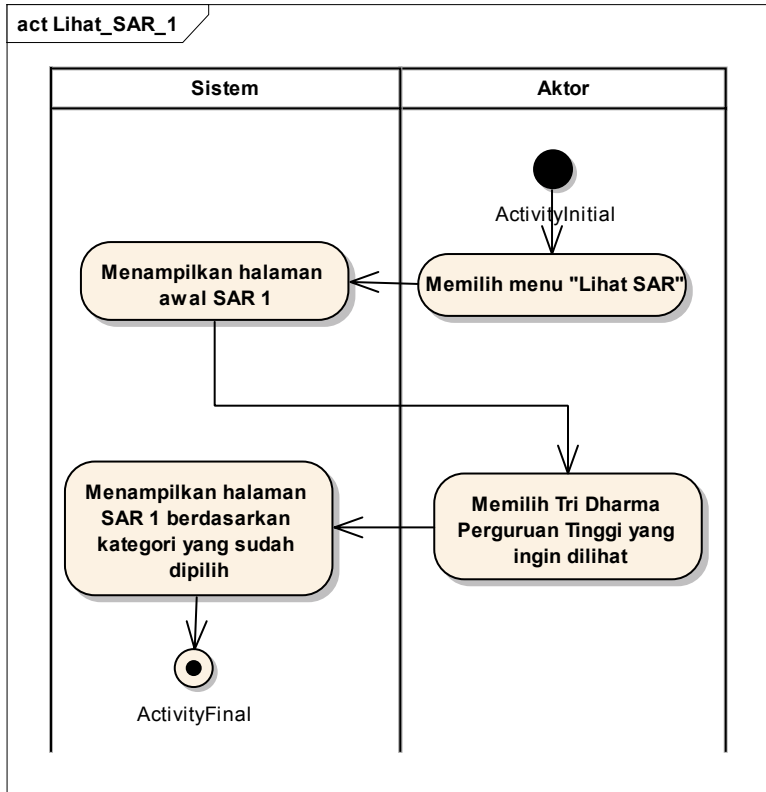 act Lihat_SAR_1
Sistem
Aktor
ActivityInitial
Menampilkan halaman
awal SAR 1
Memilih menu "Lihat SAR"
Menampilkan halaman
SAR 1 berdasarkan
kategori yang sudah
dipilih
Memilih Tri Dharma
Perguruan Tinggi yang
ingin dilihat
ActivityFinal